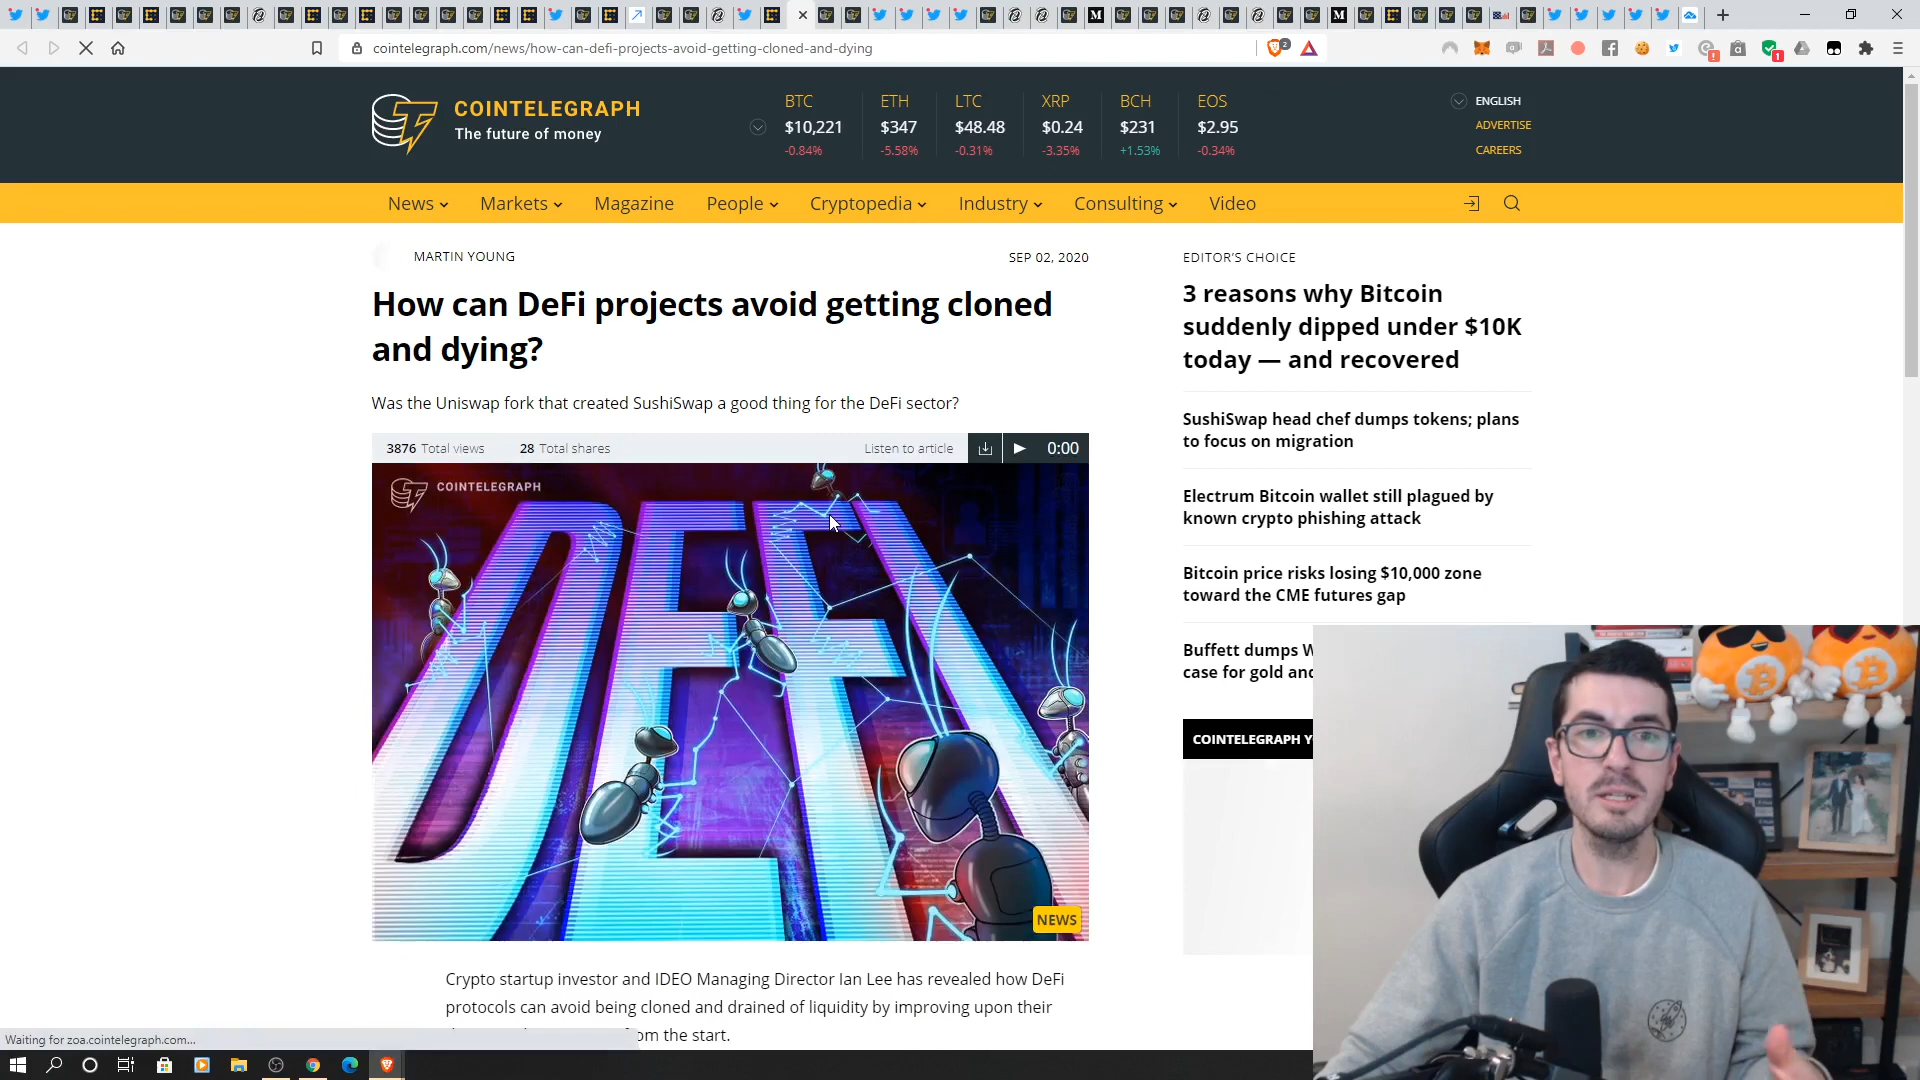 cointelegraph.com/news/how-can-defi-projects-avoid-getting-cloned-and-dying
COINTELEGRAPH
The future of money
BTC
$10,221
-0.84%
ETH
$347
-5.58%
LTC
$48.48
-0.31%
XRP
$0.24
-3.35%
BCH
$231
+1.53%
EOS
$2.95
-0.34%
ENGLISH
ADVERTISE
CAREERS
News
Markets
Magazine
People
Cryptopedia
Industry
Consulting
Video
MARTIN YOUNG
SEP 02, 2020
How can DeFi projects avoid getting cloned
and dying?
Was the Uniswap fork that created SushiSwap a good thing for the DeFi sector?
3876 Total views
28 Total shares
Listen to article
0:00
COINTELEGRAPH
DEFI
NEWS
Crypto startup investor and IDEO Managing Director Ian Lee has revealed how DeFi
protocols can avoid being cloned and drained of liquidity by improving upon their
om the start.
EDITOR'S CHOICE
3 reasons why Bitcoin
suddenly dipped under $10K
today — and recovered
SushiSwap head chef dumps tokens; plans
to focus on migration
Electrum Bitcoin wallet still plagued by
known crypto phishing attack
Bitcoin price risks losing $10,000 zone
toward the CME futures gap
Buffett dumps W
case for gold and
COINTELEGRAPH Y
Waiting for zoa.cointelegraph.com...